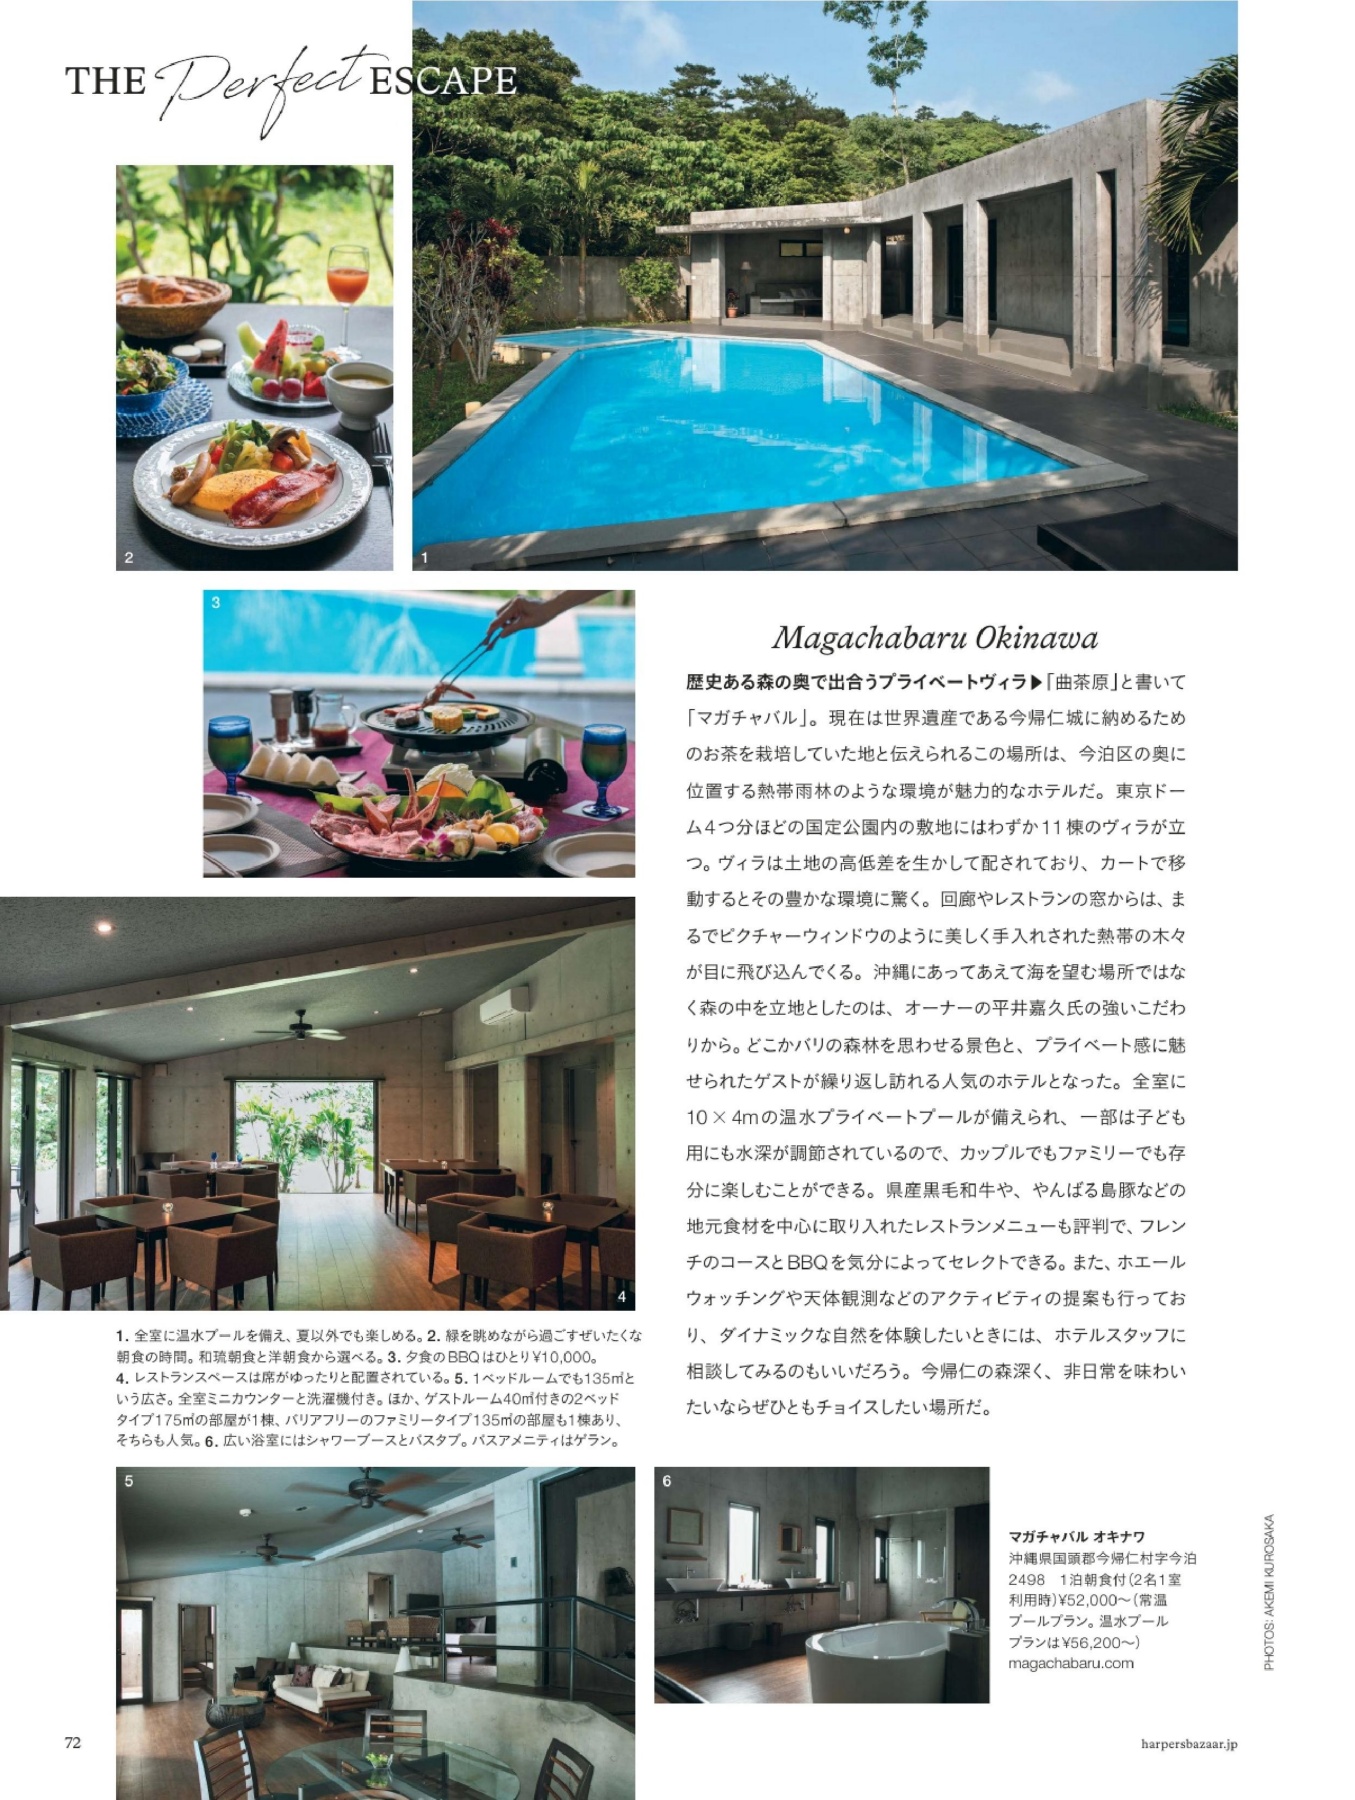 THE Perfect ESCAPE
2
1
3
Magachabaru Okinawa
歴史ある森の奥で出合うプライベートヴィラ▶「曲茶原」と書いて
「マガチャバル」。現在は世界遺産である今帰仁城に納めるため
のお茶を栽培していた地と伝えられるこの場所は、今泊区の奥に
位置する熱帯雨林のような環境が魅力的なホテルだ。東京ドー
ム4つ分ほどの国定公園内の敷地にはわずか11棟のヴィラが立
つ。ヴィラは土地の高低差を生かして配されており、カートで移
動するとその豊かな環境に驚く。回廊やレストランの窓からは、ま
るでピクチャーウィンドウのように美しく手入れされた熱帯の木々
が目に飛び込んでくる。沖縄にあってあえて海を望む場所ではな
く森の中を立地としたのは、オーナーの平井嘉久氏の強いこだわ
りから。どこかバリの森林を思わせる景色と、プライベート感に魅
せられたゲストが繰り返し訪れる人気のホテルとなった。全室に
10×4mの温水プライベートプールが備えられ、一部は子ども
用にも水深が調節されているので、カップルでもファミリーでも存
分に楽しむことができる。県産黒毛和牛や、やんばる島豚などの
地元食材を中心に取り入れたレストランメニューも評判で、フレン
チのコースとBBQを気分によってセレクトできる。また、ホエール
ウォッチングや天体観測などのアクティビティの提案も行ってお
り、ダイナミックな自然を体験したいときには、ホテルスタッフに
相談してみるのもいいだろう。今帰仁の森深く、非日常を味わい
たいならぜひともチョイスしたい場所だ。
4
1. 全室に温水プールを備え、夏以外でも楽しめる。2. 緑を眺めながら過ごすぜいたくな
朝食の時間。和琉朝食と洋朝食から選べる。3. 夕食のBBQはひとり¥10,000。
4. レストランスペースは席がゆったりと配置されている。5. 1ベッドルームでも135㎡と
いう広さ。全室ミニカウンターと洗濯機付き。ほか、ゲストルーム40㎡付きの2ベッド
タイプ175㎡の部屋が1棟、バリアフリーのファミリータイプ135㎡の部屋も1棟あり、
そちらも人気。6. 広い浴室にはシャワーブースとバスタブ。バスアメニティはゲラン。
5
6
マガチャバル オキナワ
沖縄県国頭郡今帰仁村字今泊
2498 1泊朝食付(2名1室
利用時)¥52,000〜(常温
プールプラン。温水プール
プランは¥56,200〜)
magachabaru.com
PHOTOS: AKEMI KUROSAKA
72
harpersbazaar.jp